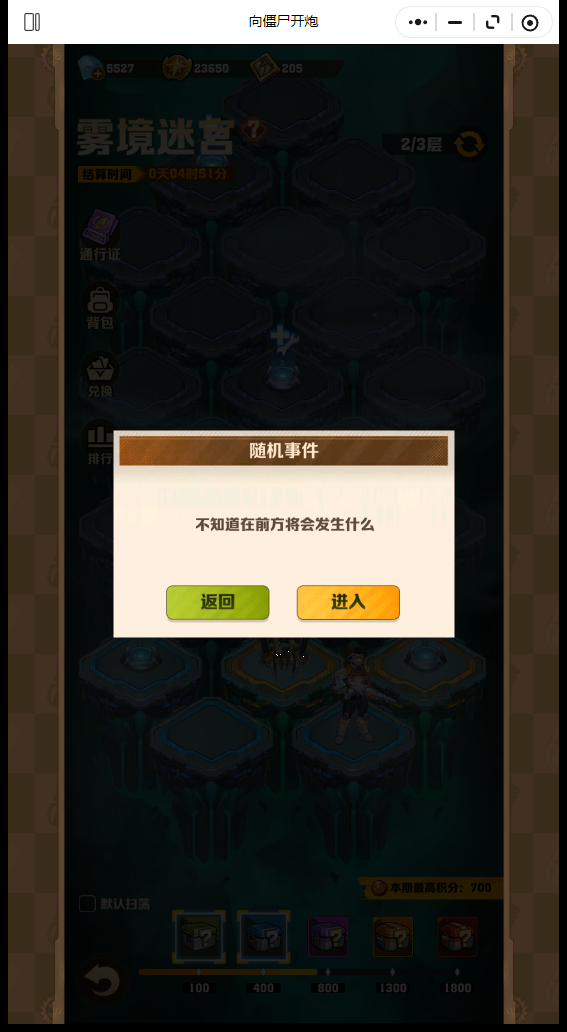 向僵尸开炮
5527
23650
205
雾境迷宫
?
2/3层
结算时间
0天04时51分
通行证
背包
兑换
排行
随机事件
不知道在前方将会发生什么
返回
进入
本期最高积分：700
默认扫荡
? ? ? ? ?
100 400 800 1300 1800